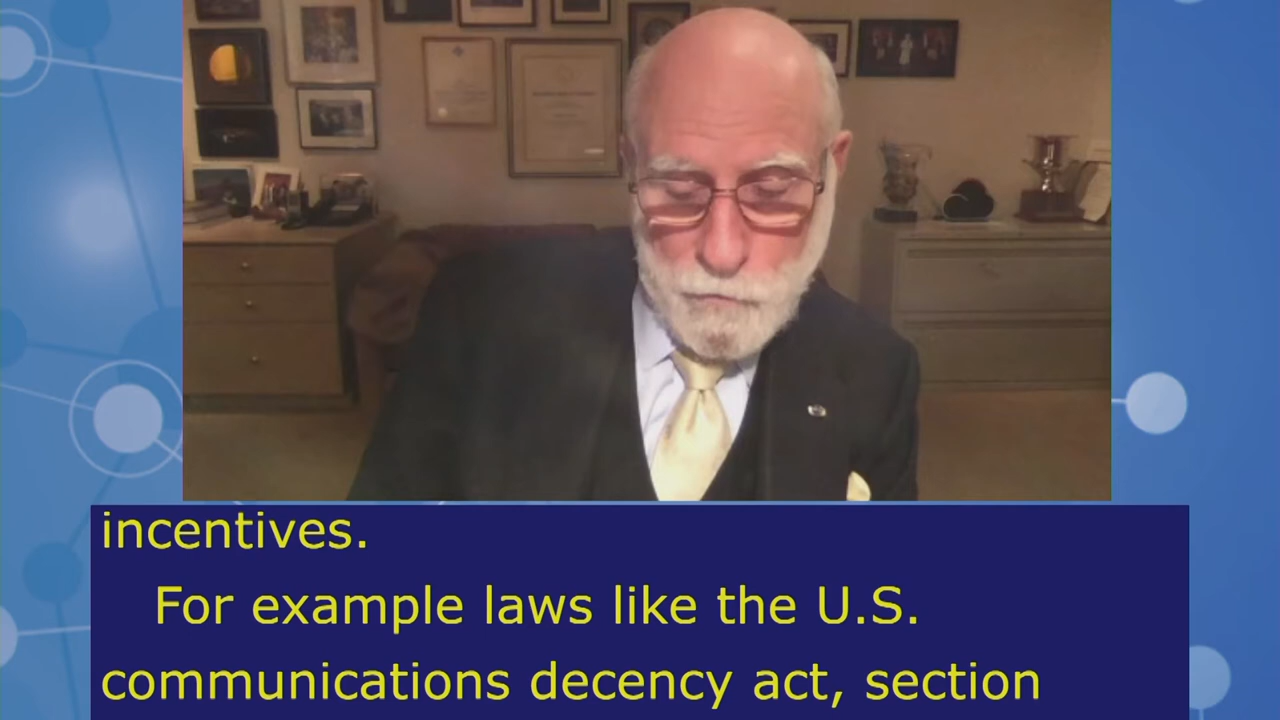 incentives.
For example laws like the U.S.
communications decency act, section